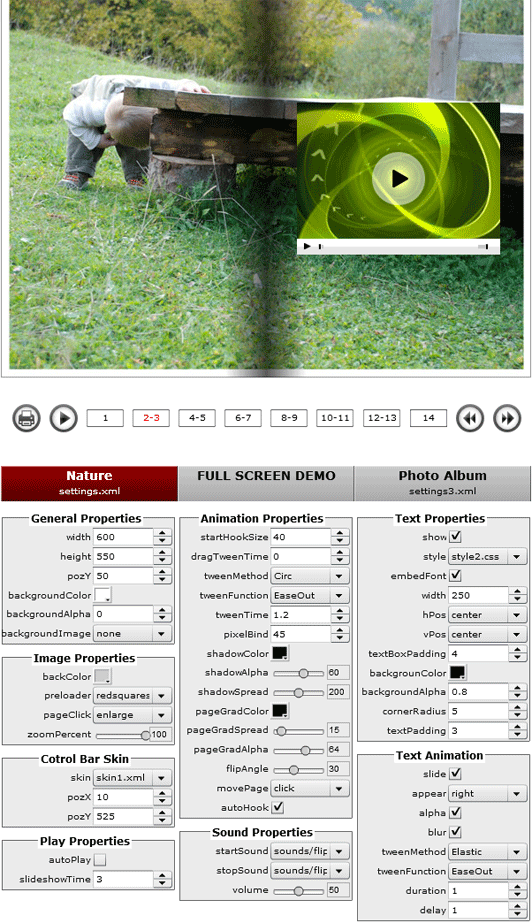 1 2-3 4-5 6-7 8-9 10-11 12-13 14
Nature
settings.xml
FULL SCREEN DEMO
Photo Album
settings3.xml
General Properties
width 600
height 550
pozY 50
backgroundColor
backgroundAlpha 0
backgroundImage none
Image Properties
backColor
preloader redsquares
pageClick enlarge
zoomPercent 100
Cotrol Bar Skin
skin skin1.xml
pozX 10
pozY 525
Play Properties
autoPlay
slideshowTime 3
Animation Properties
startHookSize 40
dragTweenTime 0
tweenMethod Circ
tweenFunction EaseOut
tweenTime 1.2
pixelBind 45
shadowColor
shadowAlpha 60
shadowSpread 200
pageGradColor
pageGradSpread 15
pageGradAlpha 64
flipAngle 30
movePage click
autoHook
Sound Properties
startSound sounds/flip
stopSound sounds/flip
volume 50
Text Properties
show
style style2.css
embedFont
width 250
hPos center
vPos center
textBoxPadding 4
backgrounColor
backgroundAlpha 0.8
cornerRadius 5
textPadding 3
Text Animation
slide
appear right
alpha
blur
tweenMethod Elastic
tweenFunction EaseOut
duration 1
delay 1